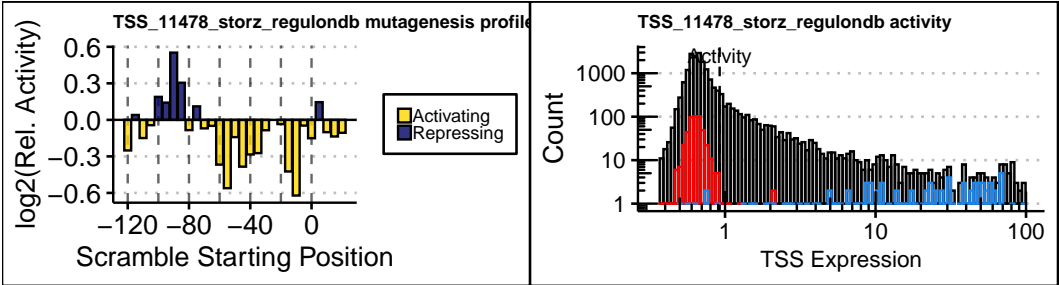 TSS_11478_storz_regulondb mutagenesis profile
log2(Rel. Activity)
0.6
0.3
0.0
−0.3
−0.6
−120 −80 −40 0
Scramble Starting Position
Activating
Repressing
TSS_11478_storz_regulondb activity
Activity
Count
1000
100
10
1
1 10 100
TSS Expression